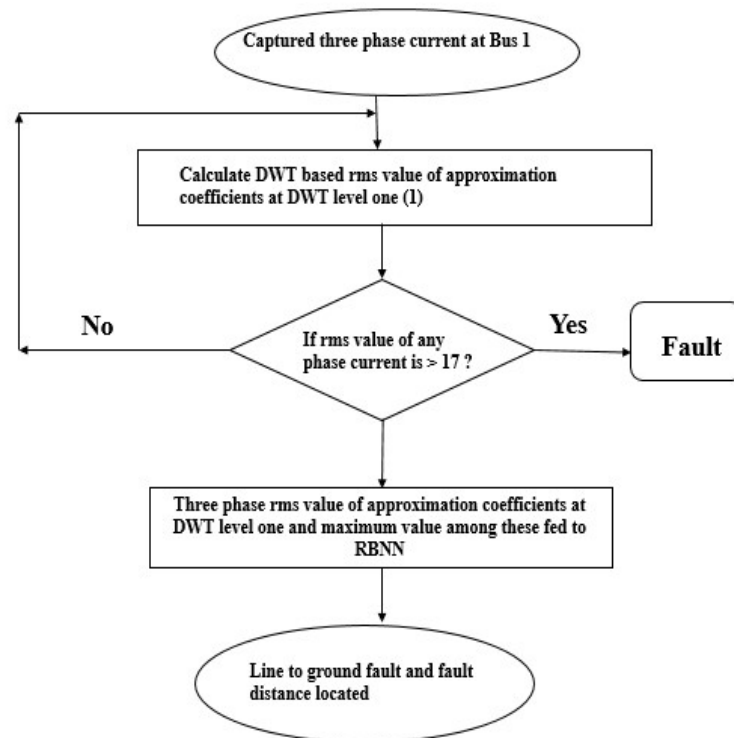 Captured three phase current at Bus 1
Calculate DWT based rms value of approximation
coefficients at DWT level one (1)
No
If rms value of any
phase current is > 17 ?
Yes
Fault
Three phase rms value of approximation coefficients at
DWT level one and maximum value among these fed to
RBNN
Line to ground fault and fault
distance located